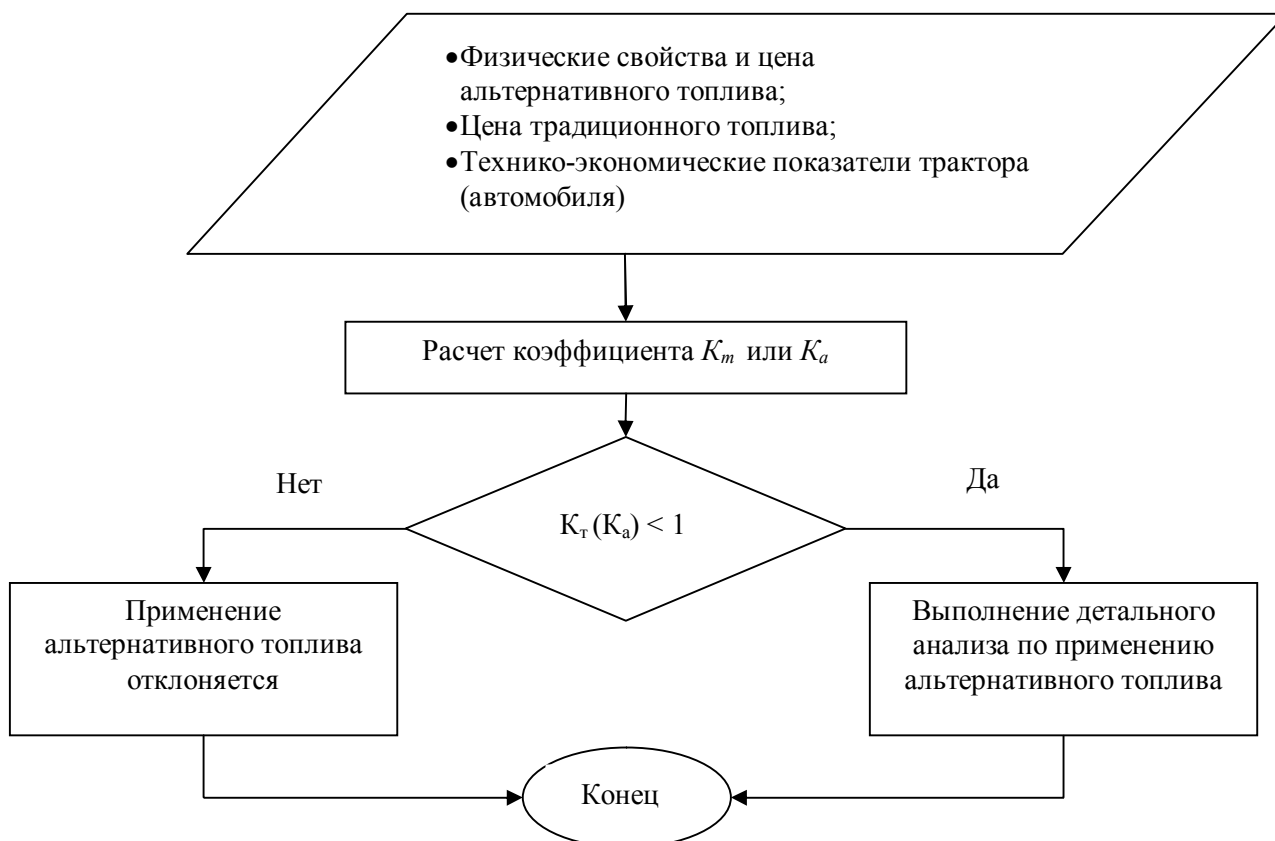 •Физические свойства и цена
альтернативного топлива;
•Цена традиционного топлива;
•Технико-экономические показатели трактора
(автомобиля)
Расчет коэффициента Kт или Kа
Нет
Да
Кт (Ка) < 1
Применение
альтернативного топлива
отклоняется
Выполнение детального
анализа по применению
альтернативного топлива
Конец